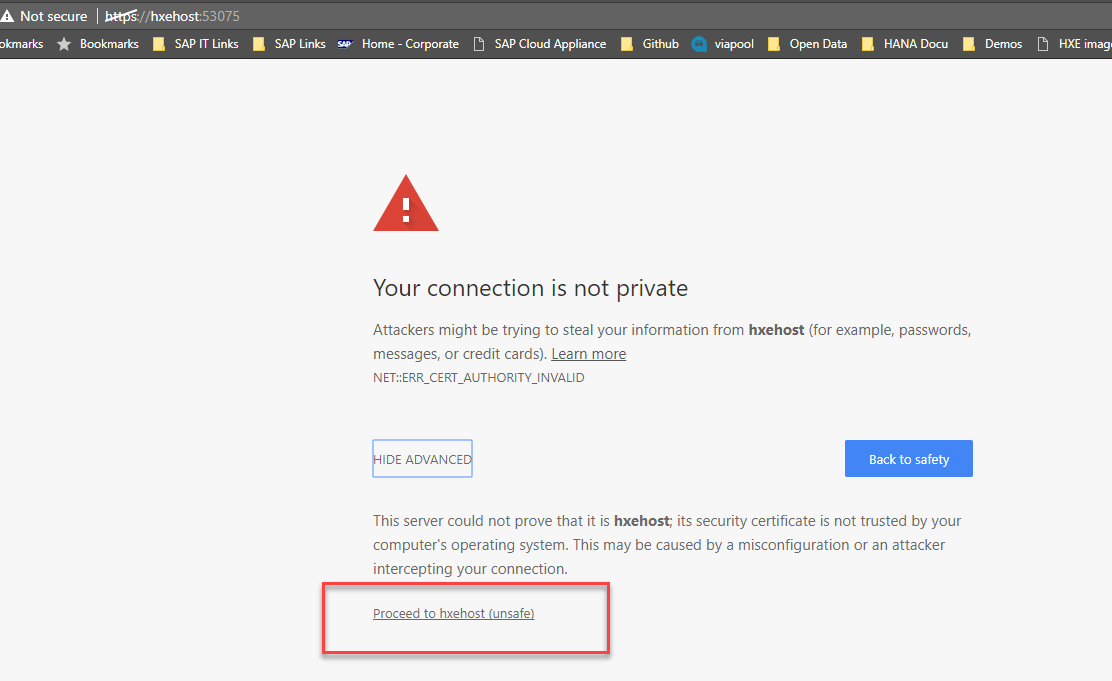 Not secure https://hxehost:53075
okmarks Bookmarks SAP IT Links SAP Links SAP Home - Corporate SAP Cloud Appliance Github viapool Open Data HANA Docu Demos HXE imag
Your connection is not private
Attackers might be trying to steal your information from hxehost (for example, passwords,
messages, or credit cards). Learn more
NET::ERR_CERT_AUTHORITY_INVALID
HIDE ADVANCED Back to safety
This server could not prove that it is hxehost; its security certificate is not trusted by your
computer's operating system. This may be caused by a misconfiguration or an attacker
intercepting your connection.
Proceed to hxehost (unsafe)